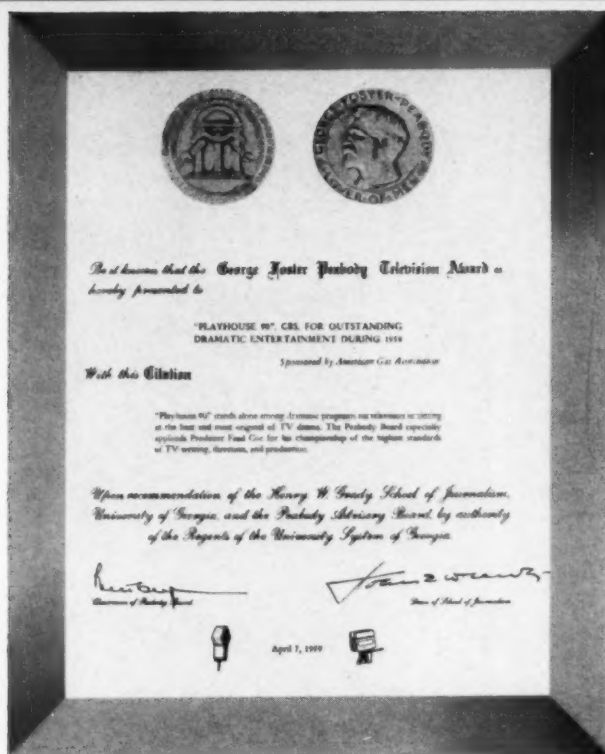 GEORGE·FOSTER·PEABODY
Be it known that the George Foster Peabody Television Award is
hereby presented to
"PLAYHOUSE 90", CBS, FOR OUTSTANDING
DRAMATIC ENTERTAINMENT DURING 1958
Sponsored by American Gas Association
With this Citation
"Playhouse 90" stands alone among dramatic programs on television in
at the best and most original of TV drama. The Peabody Board especially
applauds Producer Fred Coe for his championship of the highest standards
of TV writing, direction, and production.
Upon recommendation of the Henry W. Grady School of Journalism,
University of Georgia, and the Peabody Advisory Board, by authority
of the Regents of the University System of Georgia
Chairman of Peabody Board
Dean of School of Journalism
April 7, 1959